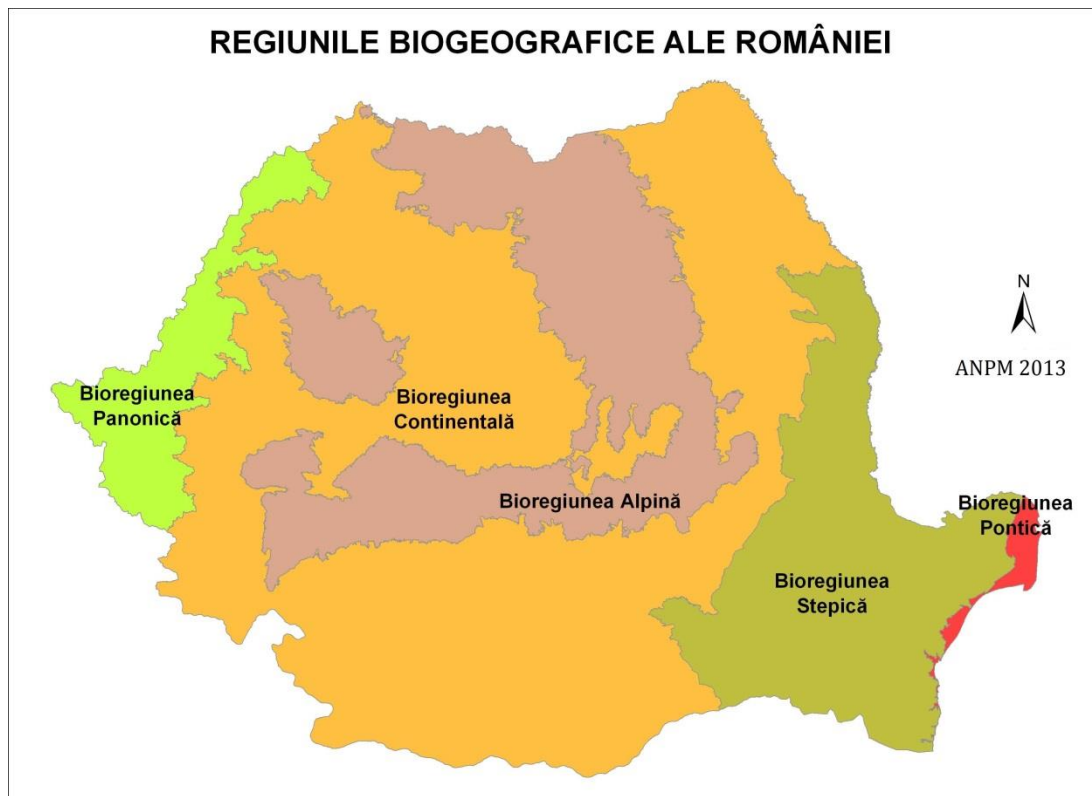 REGIUNILE BIOGEOGRAFICE ALE ROMÂNIEI
N
ANPM 2013
Bioregiunea
Panonică
Bioregiunea
Continentală
Bioregiunea Alpină
Bioregiunea
Pontică
Bioregiunea
Stepică